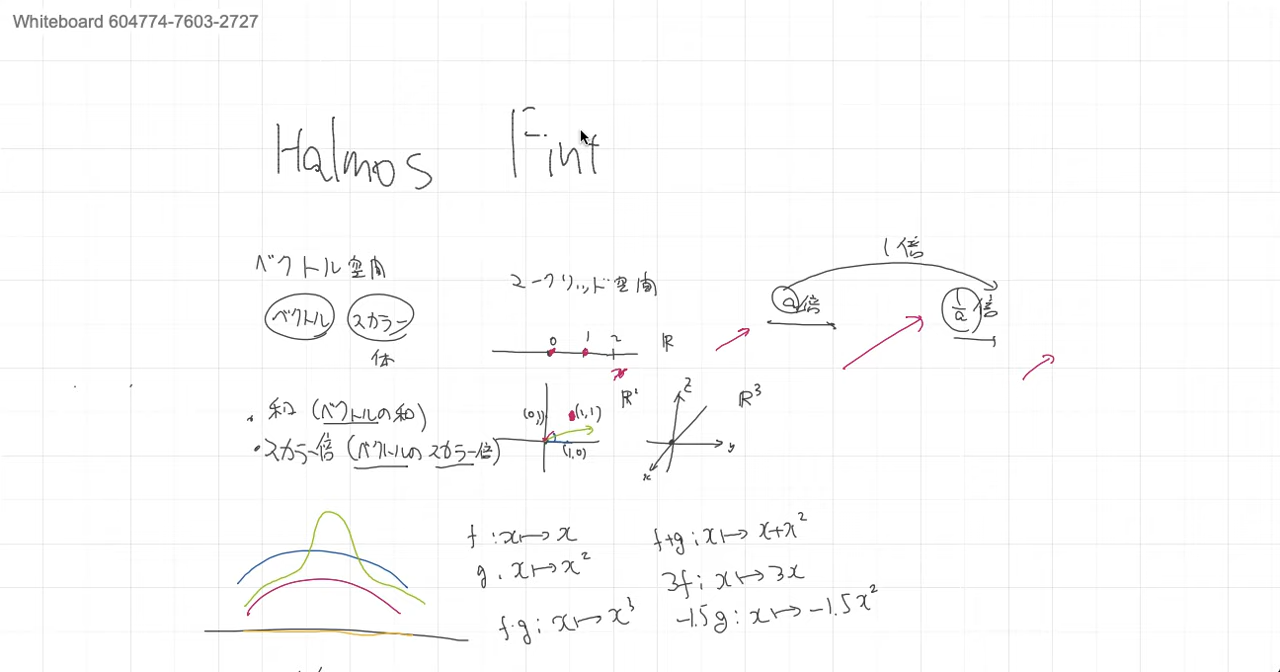 Whiteboard 604774-7603-2727
Halmos Fint
ベクトル空間
ベクトル スカラー
体
・和 (ベクトルの和)
・スカラー倍 (ベクトルの スカラー倍)
ユークリッド空間
0 1 2 R
(0,1) (1,1)
(1,0)
z R³
y
x
1倍
a倍 1/a倍
f : x↦x
g : x↦x²
f·g : x↦x³
f+g : x↦x+x²
3f : x↦3x
-1.5g : x↦-1.5x²